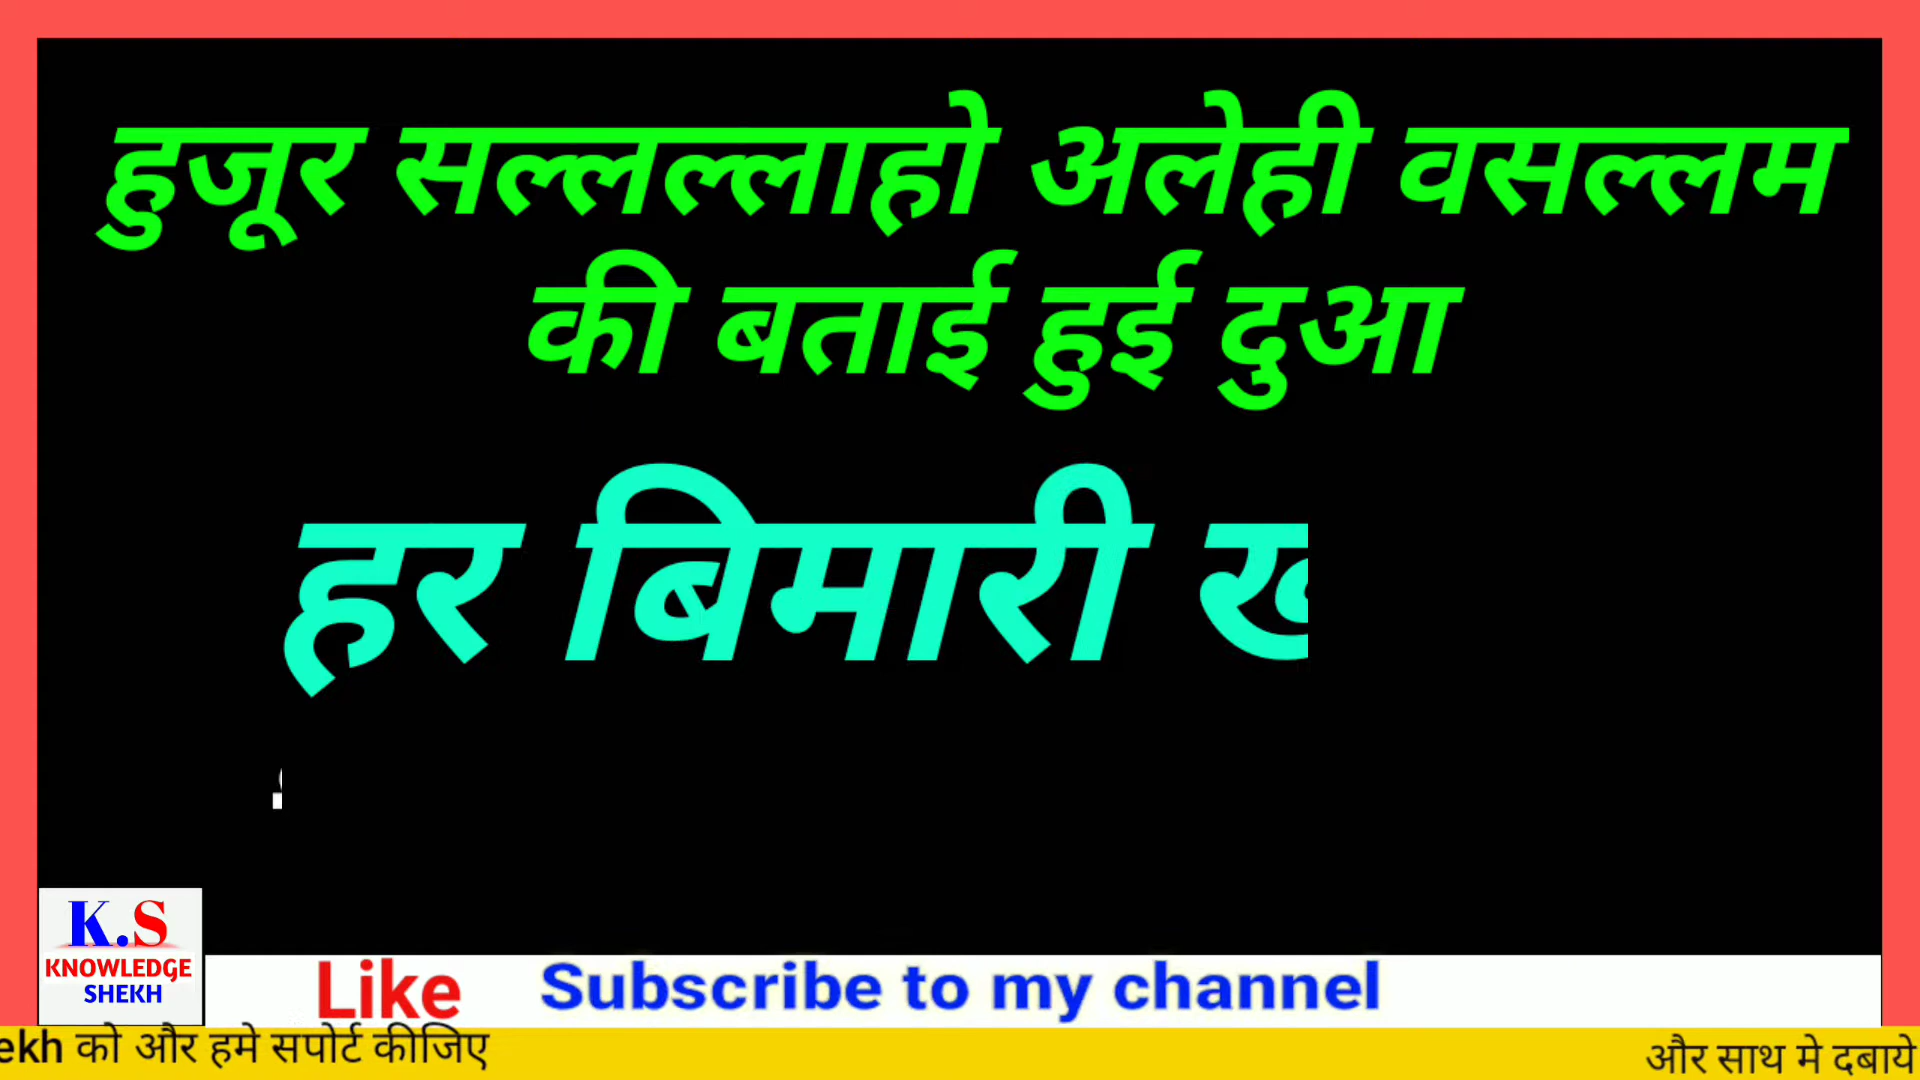 हुजूर सल्लल्लाहो अलेही वसल्लम
की बताई हुई दुआ
हर बिमारी
K.S
KNOWLEDGE
SHEKH
Like Subscribe to my channel
ekh को और हमे सपोर्ट कीजिए
और साथ मे दबाये